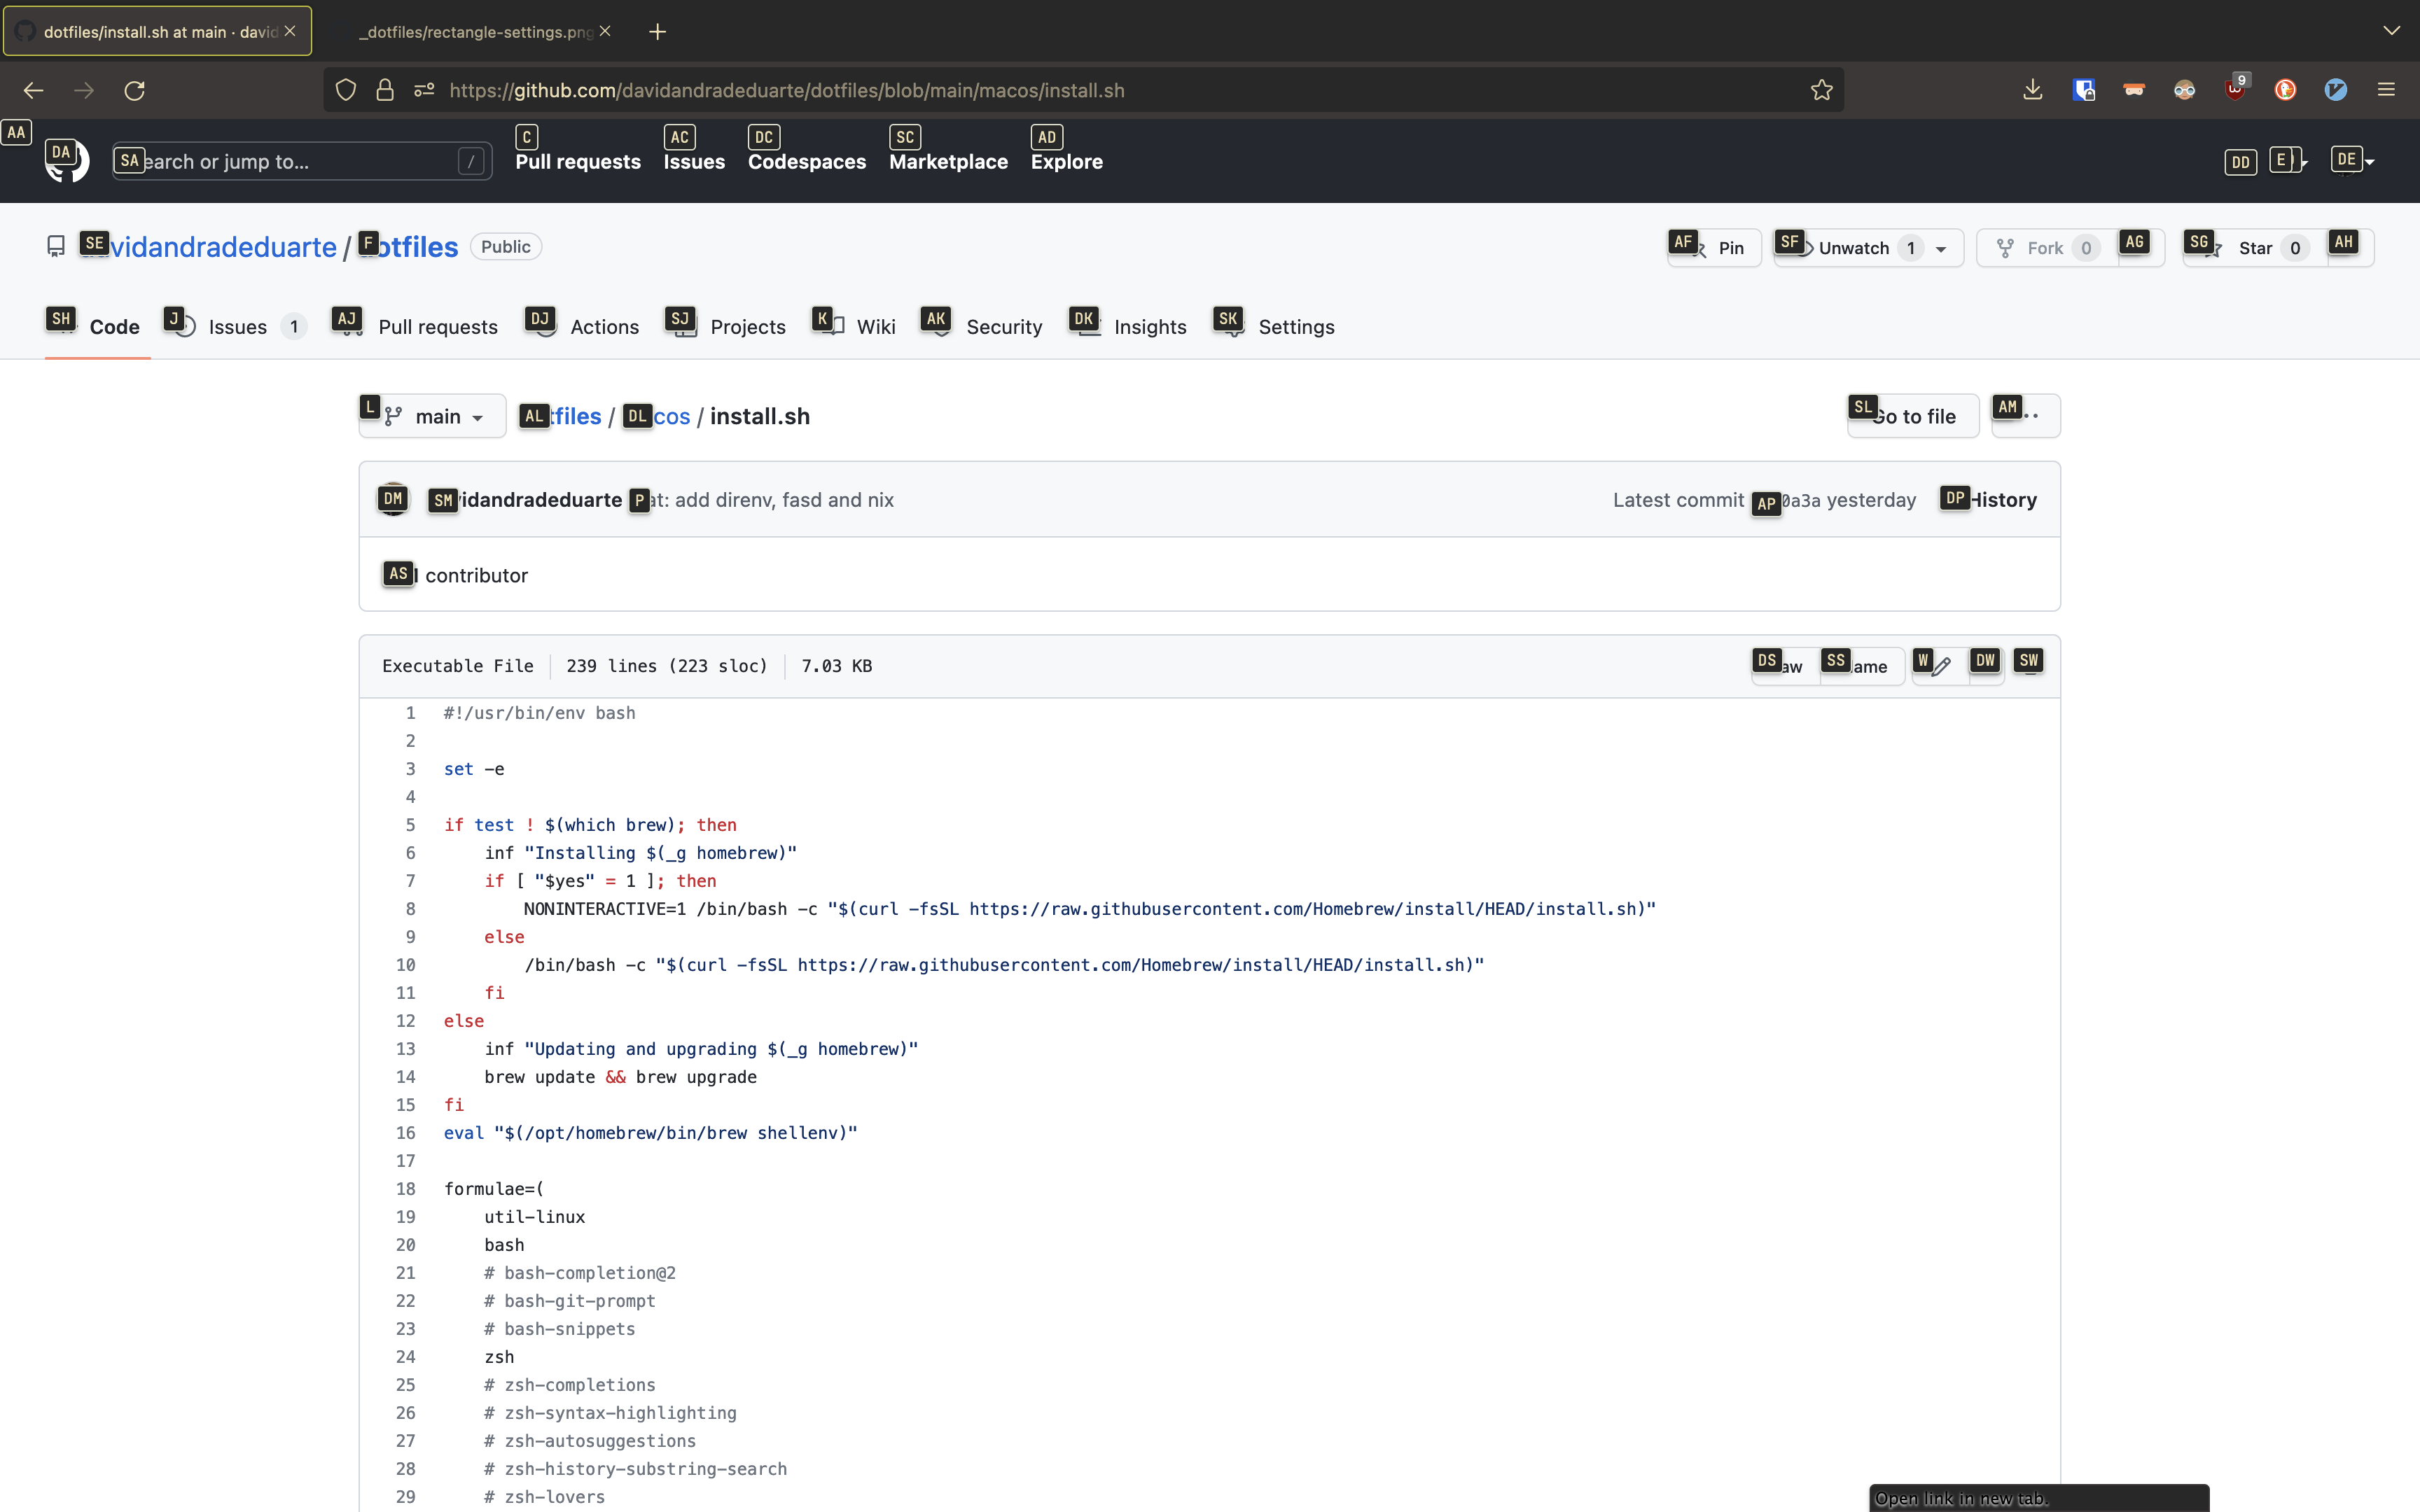 dotfiles/install.sh at main · david
_dotfiles/rectangle-settings.png
https://github.com/davidandradeduarte/dotfiles/blob/main/macos/install.sh
9
AA
DA
SA earch or jump to... /
C Pull requests
AC Issues
DC Codespaces
SC Marketplace
AD Explore
DD E DE
SE vidandradeduarte / F otfiles Public
AF Pin
SF Unwatch 1
Fork 0 AG
SG Star 0 AH
SH Code
J Issues 1
AJ Pull requests
DJ Actions
SJ Projects
K Wiki
AK Security
DK Insights
SK Settings
L main AL tfiles / DL cos / install.sh
SL Go to file AM
DM SM vidandradeduarte P at: add direnv, fasd and nix
Latest commit AP 0a3a yesterday DP History
AS contributor
Executable File 239 lines (223 sloc) 7.03 KB
DS aw SS ame W DW SW
1 #!/usr/bin/env bash
2
3 set -e
4
5 if test ! $(which brew); then
6 inf "Installing $(_g homebrew)"
7 if [ "$yes" = 1 ]; then
8 NONINTERACTIVE=1 /bin/bash -c "$(curl -fsSL https://raw.githubusercontent.com/Homebrew/install/HEAD/install.sh)"
9 else
10 /bin/bash -c "$(curl -fsSL https://raw.githubusercontent.com/Homebrew/install/HEAD/install.sh)"
11 fi
12 else
13 inf "Updating and upgrading $(_g homebrew)"
14 brew update && brew upgrade
15 fi
16 eval "$(/opt/homebrew/bin/brew shellenv)"
17
18 formulae=(
19 util-linux
20 bash
21 # bash-completion@2
22 # bash-git-prompt
23 # bash-snippets
24 zsh
25 # zsh-completions
26 # zsh-syntax-highlighting
27 # zsh-autosuggestions
28 # zsh-history-substring-search
29 # zsh-lovers
Open link in new tab.